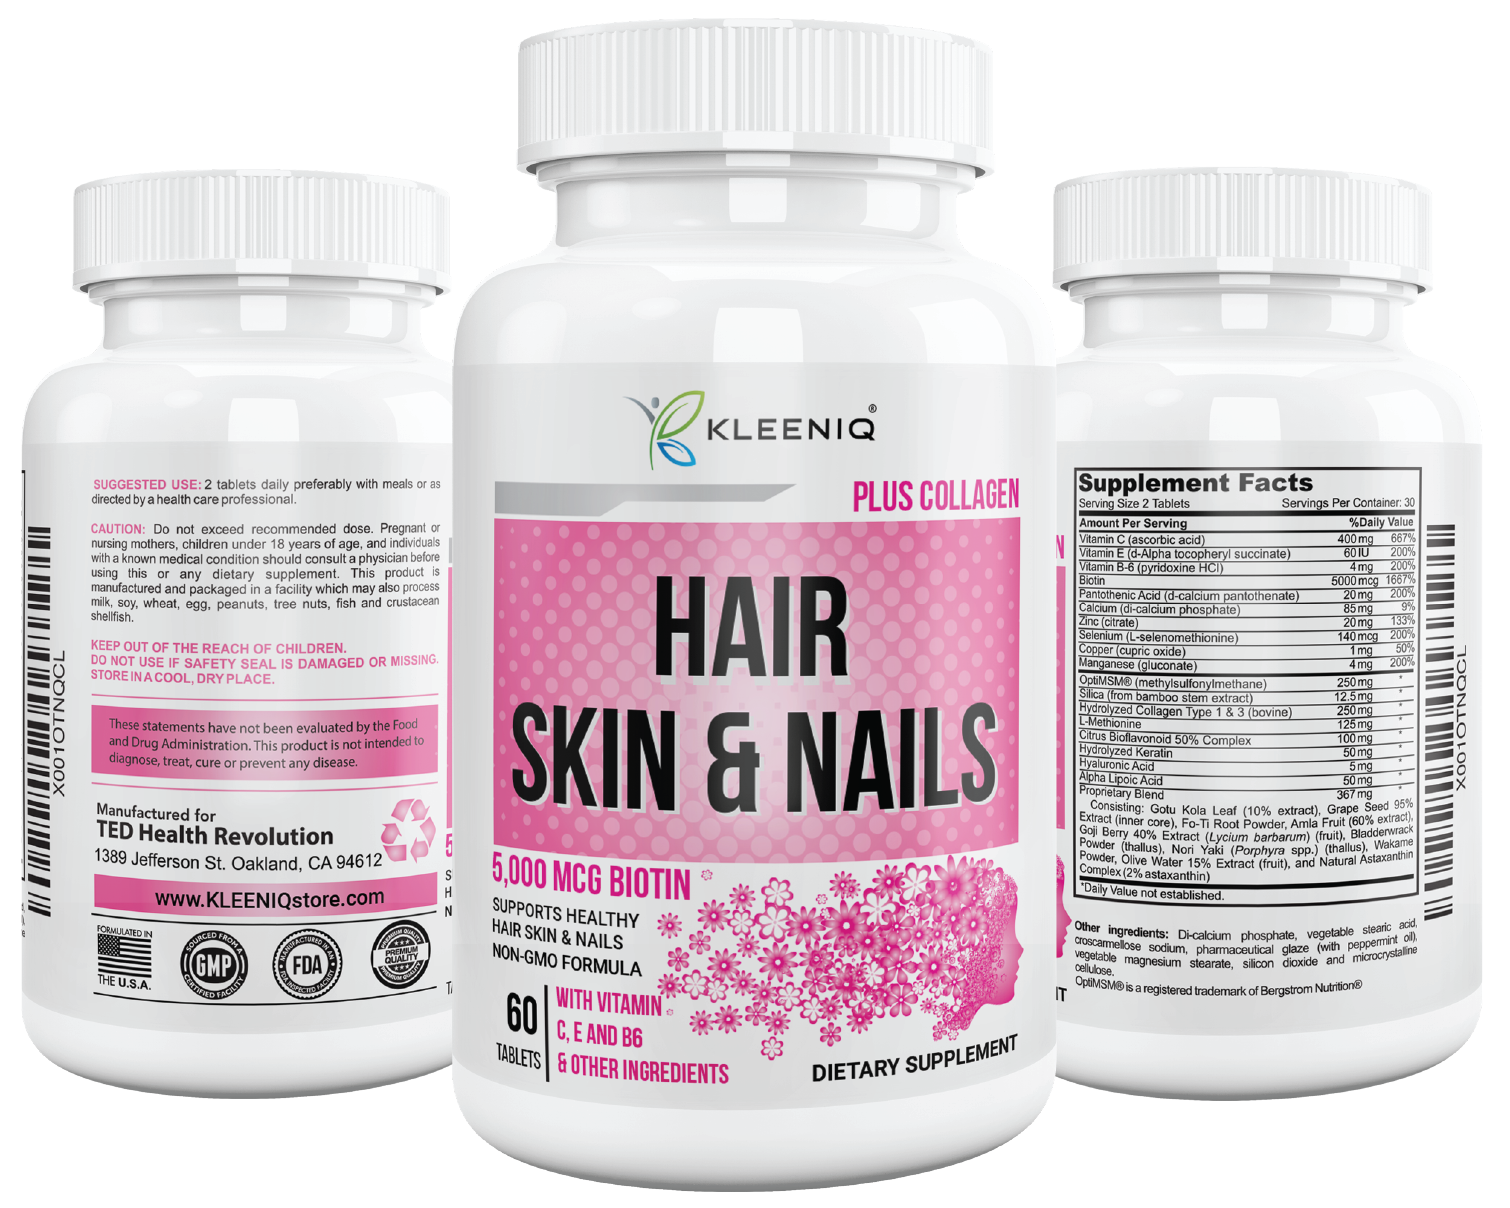 SUGGESTED USE: 2 tablets daily preferably with meals or as
directed by a health care professional.
CAUTION: Do not exceed recommended dose. Pregnant or
nursing mothers, children under 18 years of age, and individuals
with a known medical condition should consult a physician before
using this or any dietary supplement. This product is
manufactured and packaged in a facility which may also process
milk, soy, wheat, egg, peanuts, tree nuts, fish and crustacean
shellfish.
KEEP OUT OF THE REACH OF CHILDREN.
DO NOT USE IF SAFETY SEAL IS DAMAGED OR MISSING.
STORE IN A COOL, DRY PLACE.
These statements have not been evaluated by the Food
and Drug Administration. This product is not intended to
diagnose, treat, cure or prevent any disease.
Manufactured for
TED Health Revolution
1389 Jefferson St. Oakland, CA 94612
www.KLEENIQstore.com
FORMULATED IN
THE U.S.A.
SOURCED FROM A
GMP
CERTIFIED FACILITY
MANUFACTURED IN AN
FDA
INSPECTED FACILITY
PREMIUM QUALITY
PREMIUM
QUALITY
X001OTNQCL
KLEENIQ®
PLUS COLLAGEN
HAIR
SKIN & NAILS
5,000 MCG BIOTIN
SUPPORTS HEALTHY
HAIR SKIN & NAILS
NON-GMO FORMULA
60
TABLETS
WITH VITAMIN
C, E AND B6
& OTHER INGREDIENTS
DIETARY SUPPLEMENT
Supplement Facts
Serving Size 2 Tablets Servings Per Container: 30
Amount Per Serving %Daily Value
Vitamin C (ascorbic acid) 400 mg 667%
Vitamin E (d-Alpha tocopheryl succinate) 60 IU 200%
Vitamin B-6 (pyridoxine HCl) 4 mg 200%
Biotin 5000 mcg 1667%
Pantothenic Acid (d-calcium pantothenate) 20 mg 200%
Calcium (di-calcium phosphate) 85 mg 9%
Zinc (citrate) 20 mg 133%
Selenium (L-selenomethionine) 140 mcg 200%
Copper (cupric oxide) 1 mg 50%
Manganese (gluconate) 4 mg 200%
OptiMSM® (methylsulfonylmethane) 250 mg *
Silica (from bamboo stem extract) 12.5 mg *
Hydrolyzed Collagen Type 1 & 3 (bovine) 250 mg *
L-Methionine 125 mg *
Citrus Bioflavonoid 50% Complex 100 mg *
Hydrolyzed Keratin 50 mg *
Hyaluronic Acid 5 mg *
Alpha Lipoic Acid 50 mg *
Proprietary Blend 367 mg *
Consisting: Gotu Kola Leaf (10% extract), Grape Seed 95%
Extract (inner core), Fo-Ti Root Powder, Amla Fruit (60% extract),
Goji Berry 40% Extract (Lycium barbarum) (fruit), Bladderwrack
Powder (thallus), Nori Yaki (Porphyra spp.) (thallus), Wakame
Powder, Olive Water 15% Extract (fruit), and Natural Astaxanthin
Complex (2% astaxanthin)
*Daily Value not established.
Other ingredients: Di-calcium phosphate, vegetable stearic acid,
croscarmellose sodium, pharmaceutical glaze (with peppermint oil),
vegetable magnesium stearate, silicon dioxide and microcrystalline
cellulose.
OptiMSM® is a registered trademark of Bergstrom Nutrition®
X001OTNQCL